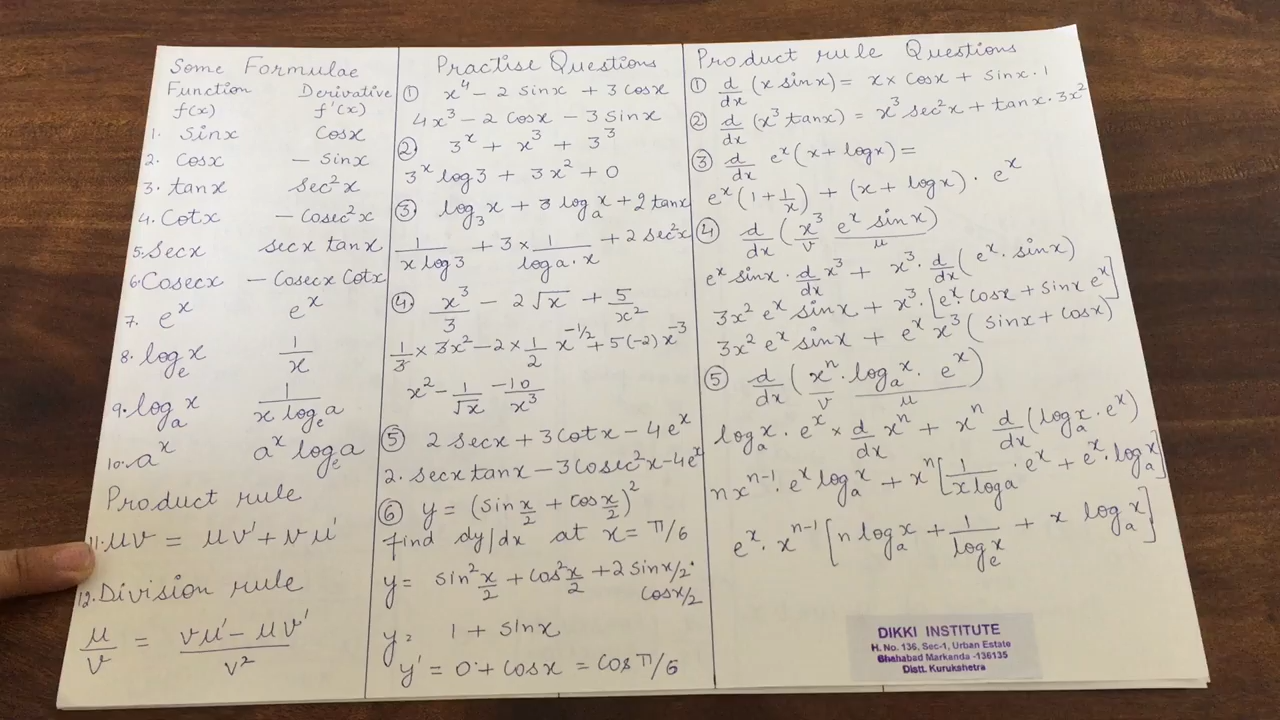 Some Formulae
Function Derivative
f(x) f'(x)
1. sinx cosx
2. cosx - sinx
3. tanx sec²x
4. Cotx - Cosec²x
5. secx secx tanx
6. Cosecx - Cosecx Cotx
7. eˣ eˣ
8. logₑx 1/x
9. logₐx 1/(x logₑa)
10. aˣ aˣ logₑa
Product rule
11. uv = uv' + vu'
12. Division rule
u/v = (vu' - uv')/v²
Practise Questions
① x⁴ - 2 sinx + 3 cosx
4x³ - 2 cosx - 3 sinx
② 3ˣ + x³ + 3³
3ˣ log3 + 3x² + 0
③ log₃x + 3 logₐx + 2 tanx
1/(x log3) + 3 × 1/(loga · x) + 2 sec²x
④ x³/3 - 2√x + 5/x²
1/3 × 3x² - 2 × 1/2 x^(-1/2) + 5(-2)x⁻³
x² - 1/√x -10/x³
⑤ 2 secx + 3 cotx - 4eˣ
2. secx tanx - 3 Cosec²x - 4eˣ
⑥ y = (sin x/2 + cos x/2)²
find dy/dx at x = π/6
y = sin² x/2 + cos² x/2 + 2 sinx/2 ·
cosx/2
y = 1 + sinx
y' = 0 + cosx = cos π/6
Product rule Questions
① d/dx (x sinx) = x × cosx + sinx · 1
② d/dx (x³ tanx) = x³ sec²x + tanx · 3x²
③ d/dx eˣ(x + logx) =
eˣ(1 + 1/x) + (x + logx) · eˣ
④ d/dx (x³ eˣ sinx)
v u
eˣ sinx · d/dx x³ + x³ · d/dx (eˣ · sinx)
3x² eˣ sinx + x³ · [eˣ · cosx + sinx eˣ]
3x² eˣ sinx + eˣ x³ (sinx + cosx)
⑤ d/dx (xⁿ · logₐx · eˣ)
v u
logₐx · eˣ × d/dx xⁿ + xⁿ d/dx (logₐx · eˣ)
nxⁿ⁻¹ · eˣ logₐx + xⁿ [1/(x loga) · eˣ + eˣ · logₐx]
eˣ · xⁿ⁻¹ [n logₐx + 1/logₑx + x logₐx]
DIKKI INSTITUTE
H. No. 136, Sec-1, Urban Estate
Shahabad Markanda -136135
Distt. Kurukshetra